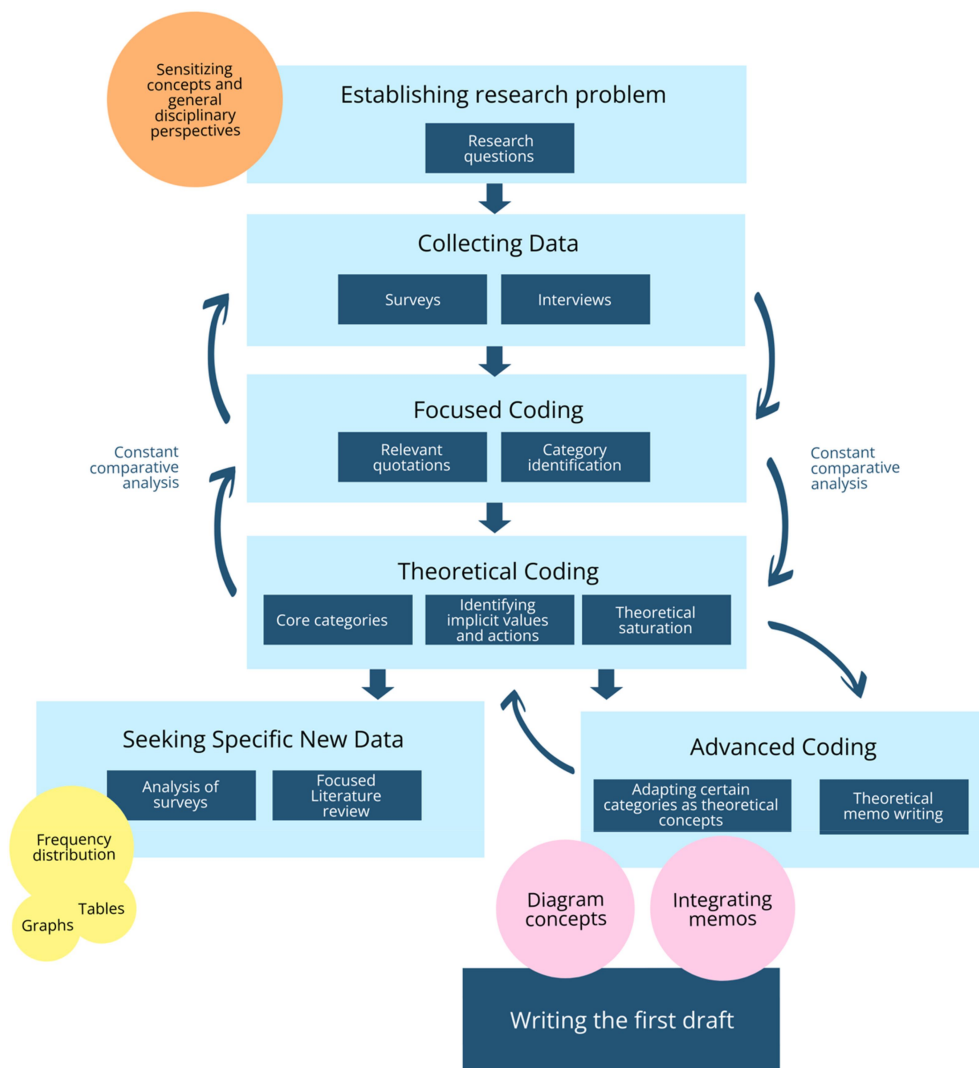 Sensitizing
concepts and
general
disciplinary
perspectives
Establishing research problem
Research
questions
Collecting Data
Surveys
Interviews
Focused Coding
Relevant
quotations
Category
identification
Constant
comparative
analysis
Constant
comparative
analysis
Theoretical Coding
Core categories
Identifying
implicit values
and actions
Theoretical
saturation
Seeking Specific New Data
Analysis of
surveys
Focused
Literature
review
Frequency
distribution
Tables
Graphs
Advanced Coding
Adapting certain
categories as theoretical
concepts
Theoretical
memo writing
Diagram
concepts
Integrating
memos
Writing the first draft